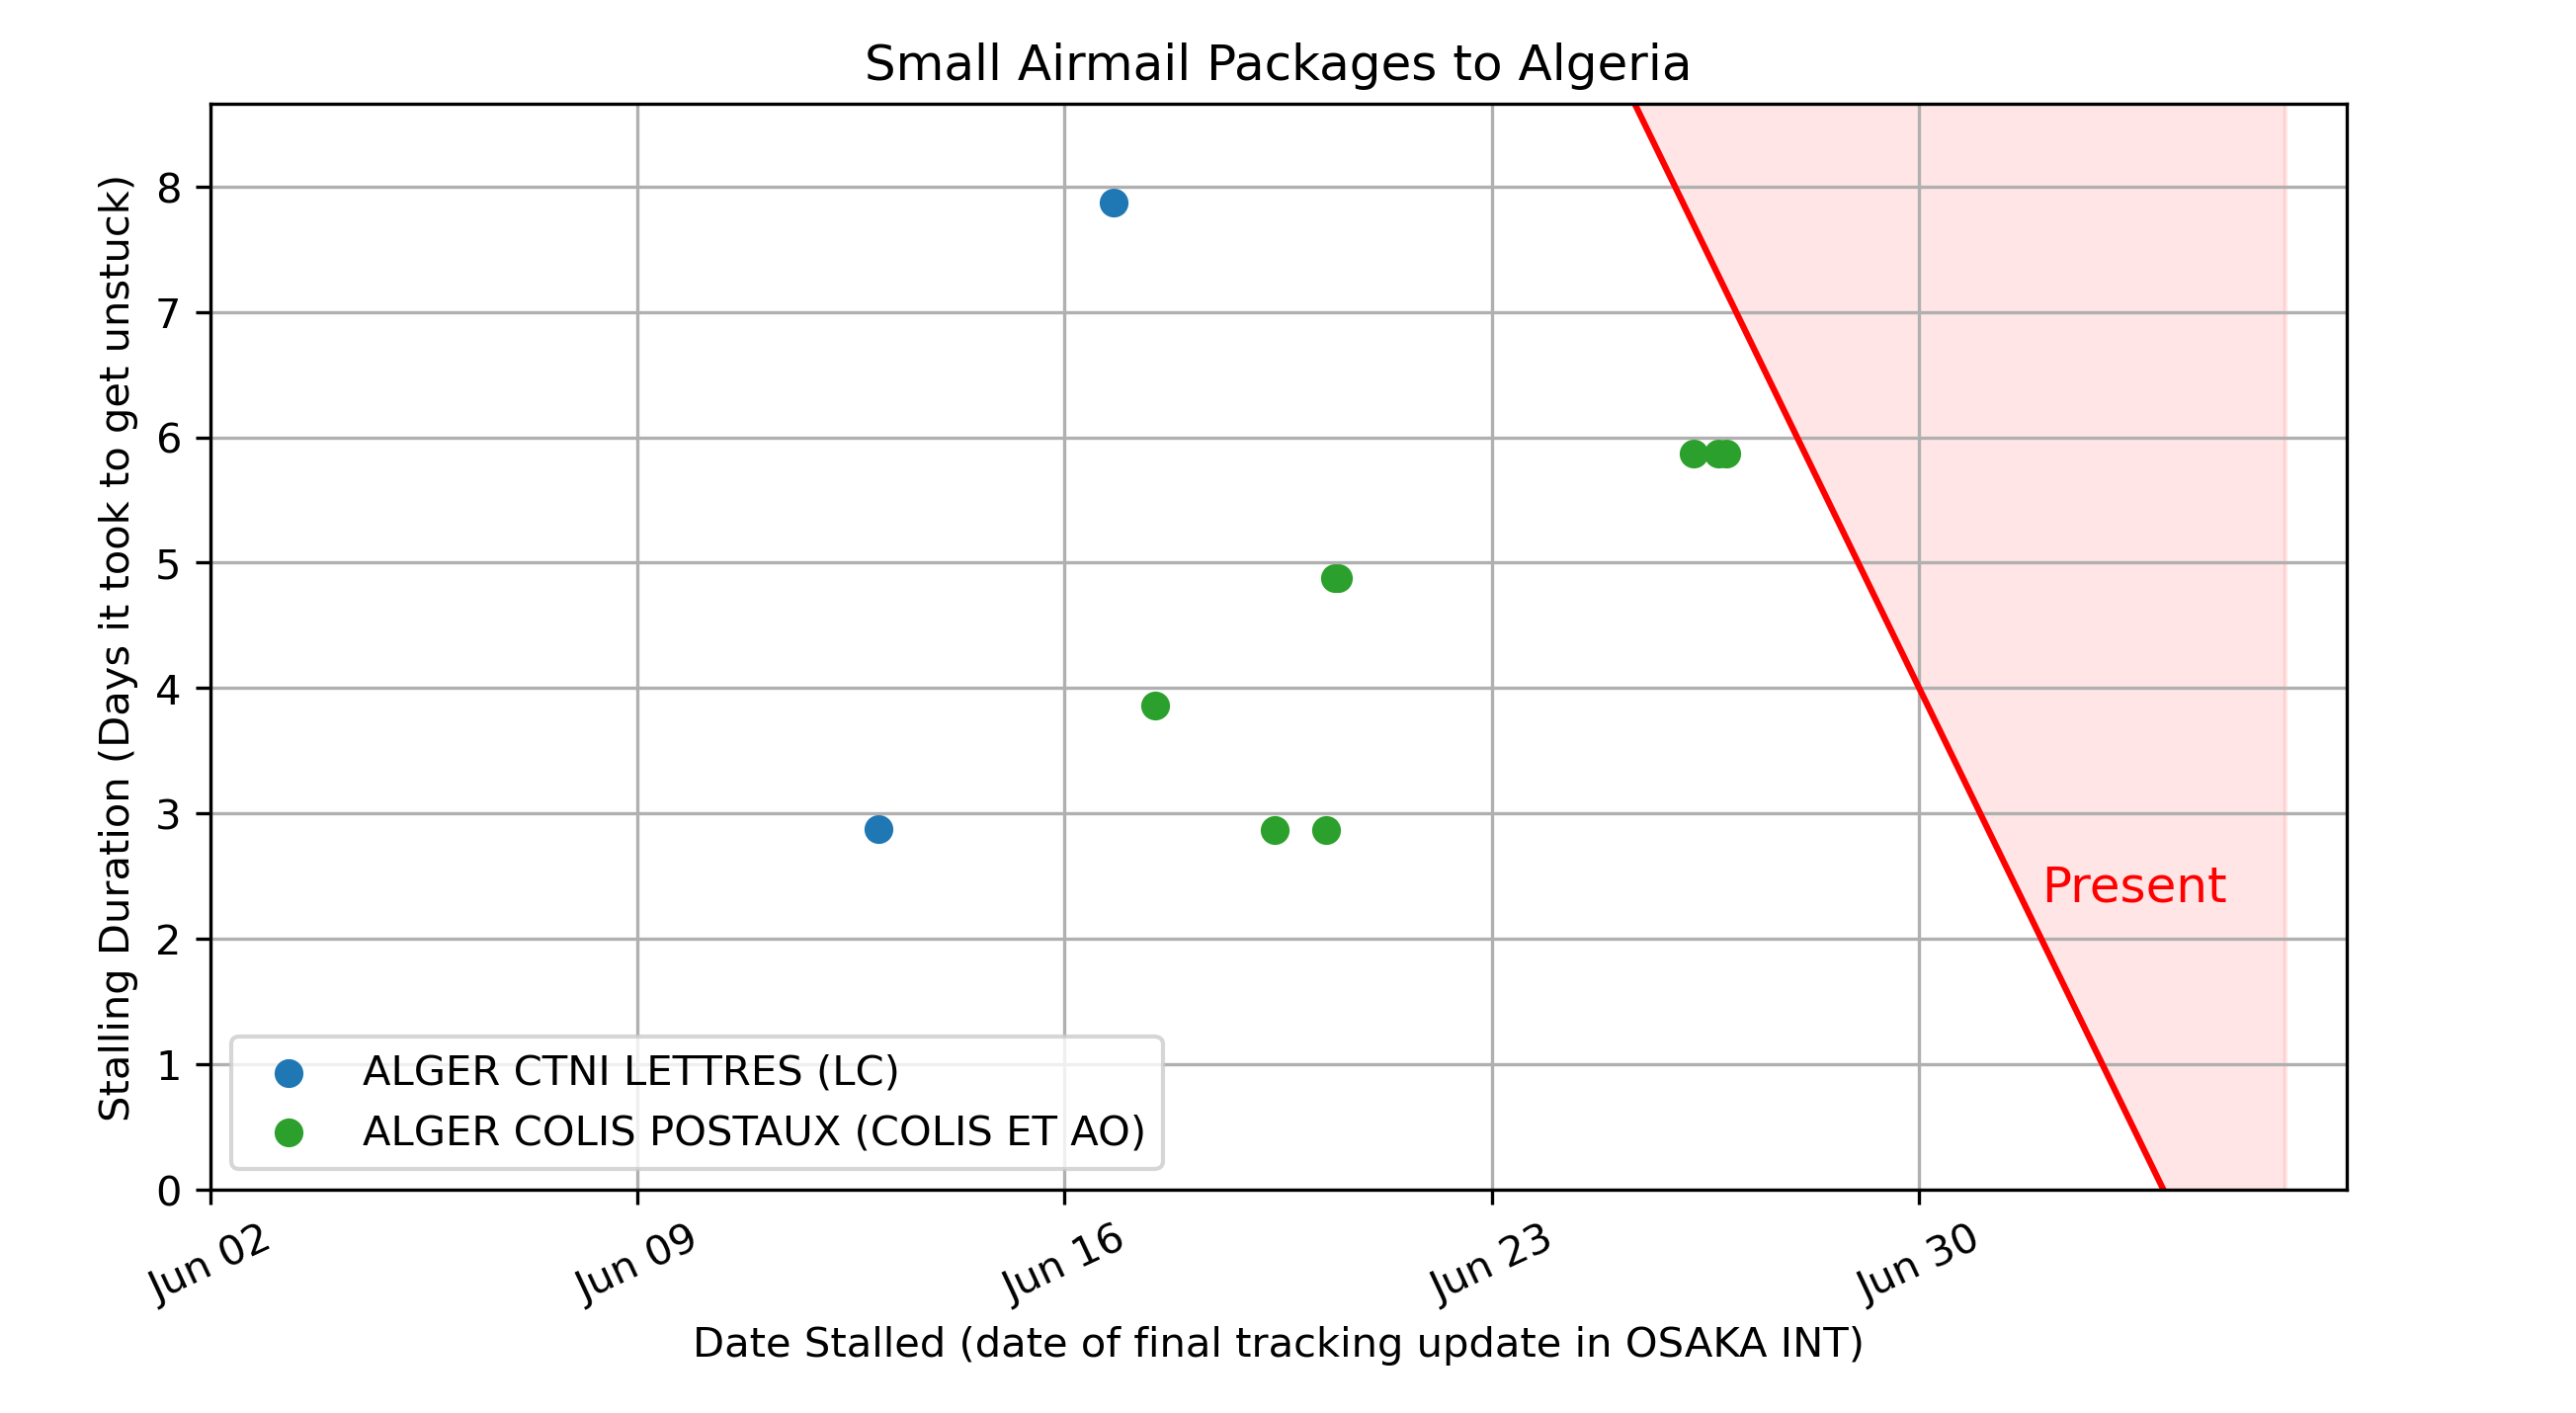 Small Airmail Packages to Algeria
Stalling Duration (Days it took to get unstuck)
8
7
6
5
4
3
2
1
0
Present
ALGER CTNI LETTRES (LC)
ALGER COLIS POSTAUX (COLIS ET AO)
Jun 02
Jun 09
Jun 16
Jun 23
Jun 30
Date Stalled (date of final tracking update in OSAKA INT)